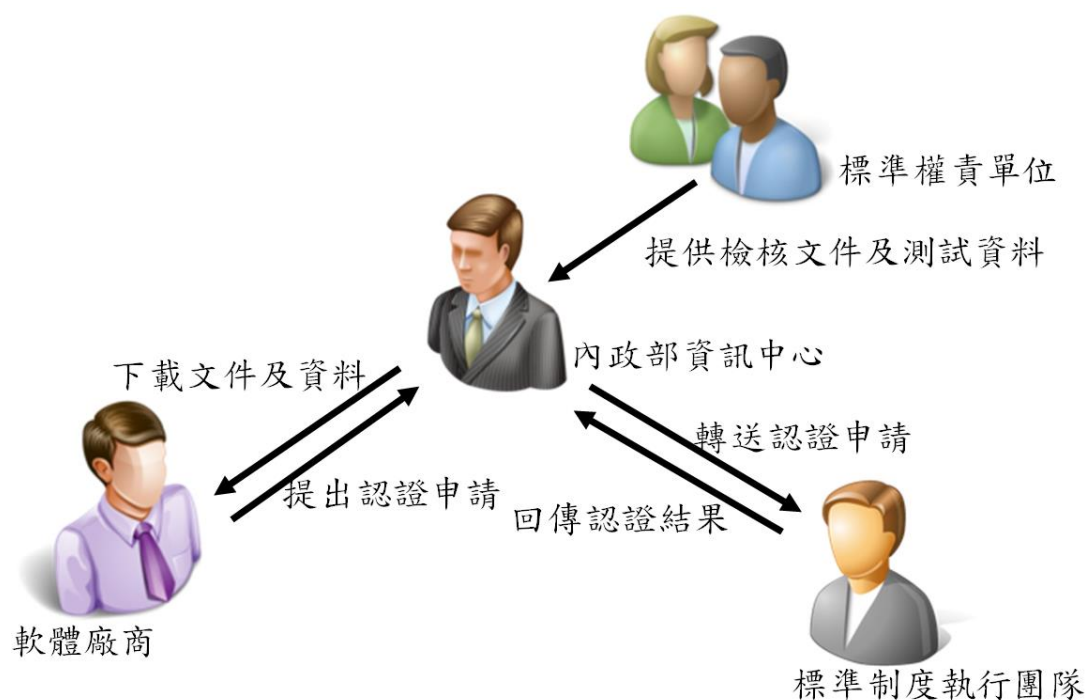 標準權責單位
提供檢核文件及測試資料
內政部資訊中心
下載文件及資料
轉送認證申請
提出認證申請
回傳認證結果
軟體廠商
標準制度執行團隊